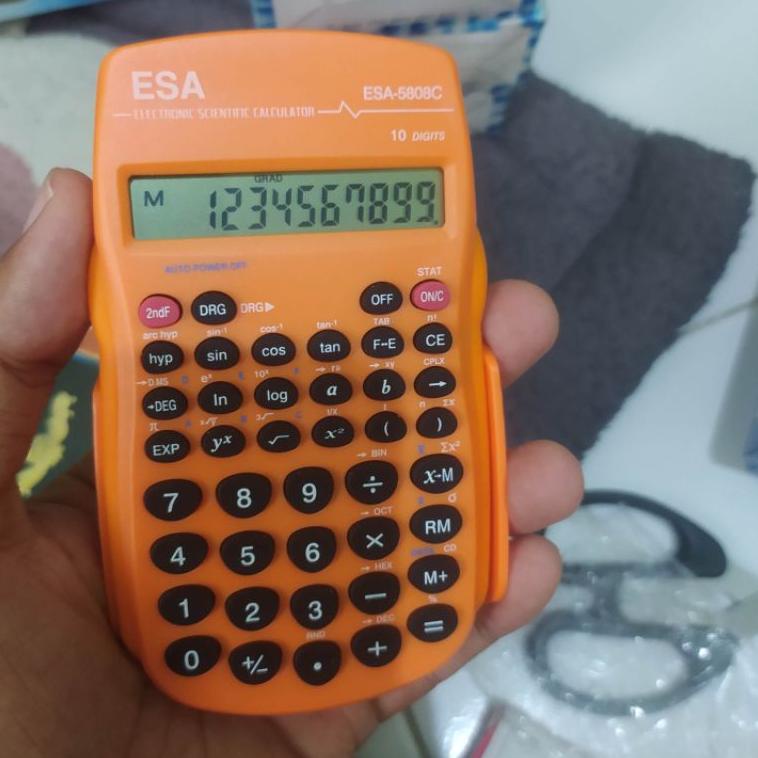 ESA ESA-5808C
ELECTRONIC SCIENTIFIC CALCULATOR
10 DIGITS
GRAD
M 1234567899.
AUTO POWER OFF
STAT
2ndF DRG DRG▶ OFF ON/C
arc hyp sin⁻¹ cos⁻¹ tan⁻¹ TAB n!
hyp sin cos tan F↔E CE
→D.MS D eˣ E 10ˣ F →rθ →xy CPLX
→DEG ln log a b →
π A ˣ√y B ³√ C 1/X i n Σx
EXP yˣ √ x² ( )
→BIN Σx²
7 8 9 ÷ x→M
→OCT σ
4 5 6 × RM
→HEX DATA CD
1 2 3 − M+
RND →DEC %
0 +/− • + =